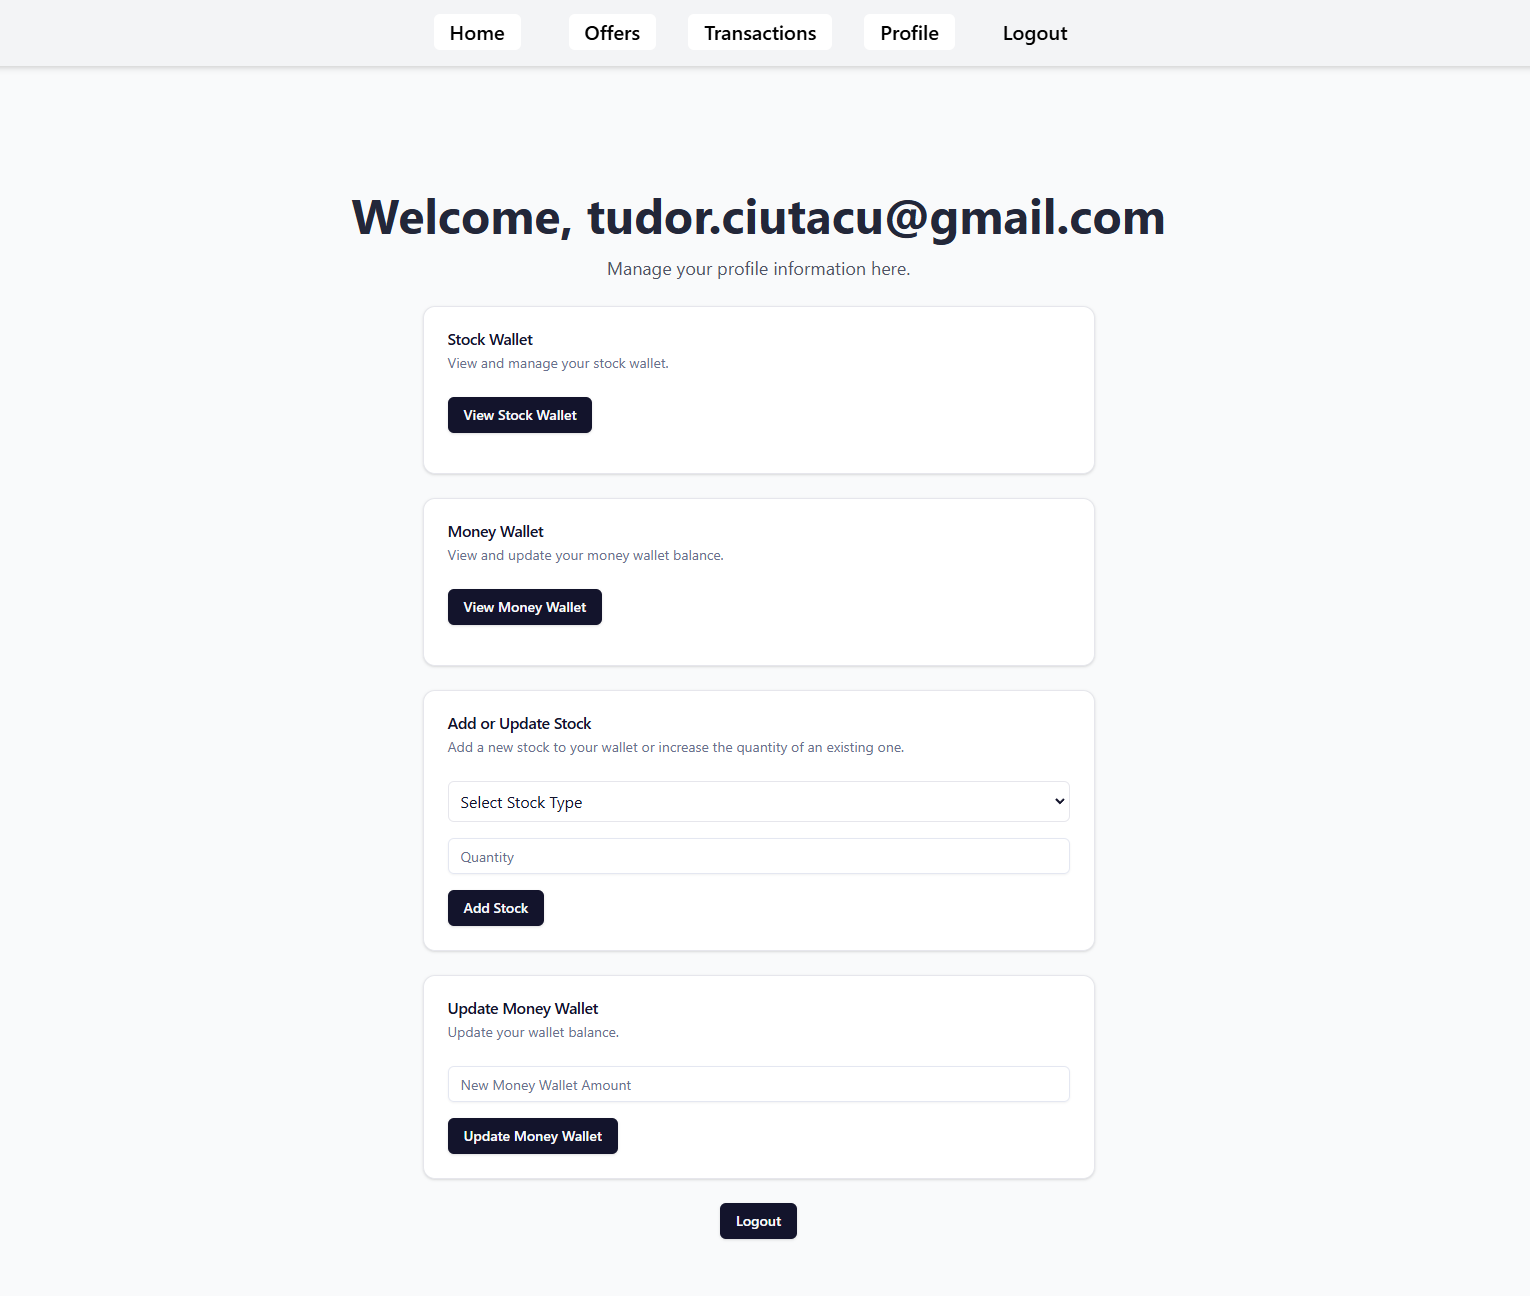 Home Offers Transactions Profile Logout
Welcome, tudor.ciutacu@gmail.com
Manage your profile information here.
Stock Wallet
View and manage your stock wallet.
View Stock Wallet
Money Wallet
View and update your money wallet balance.
View Money Wallet
Add or Update Stock
Add a new stock to your wallet or increase the quantity of an existing one.
Select Stock Type
Quantity
Add Stock
Update Money Wallet
Update your wallet balance.
New Money Wallet Amount
Update Money Wallet
Logout